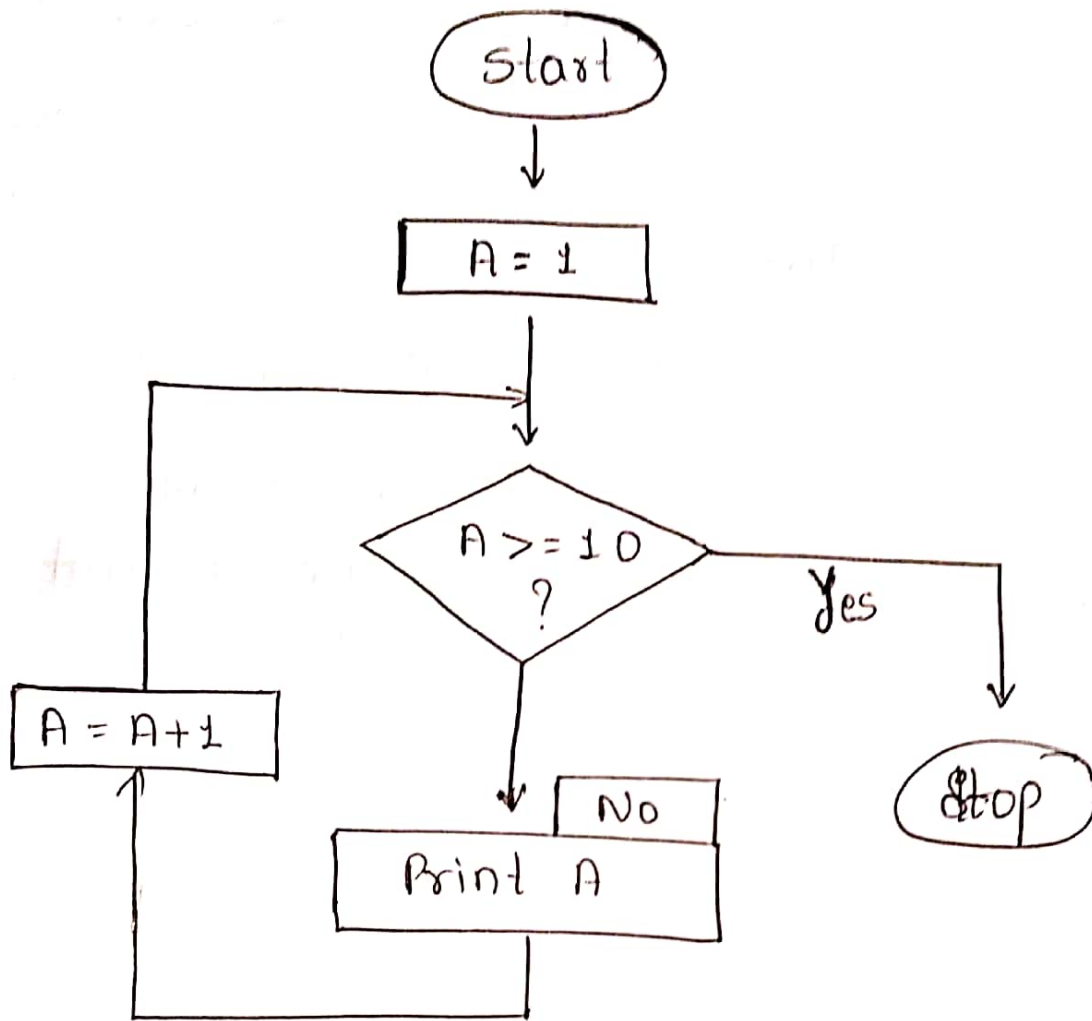 Start
A = 1
A >= 10
?
Yes
A = A+1
Stop
No
Print A